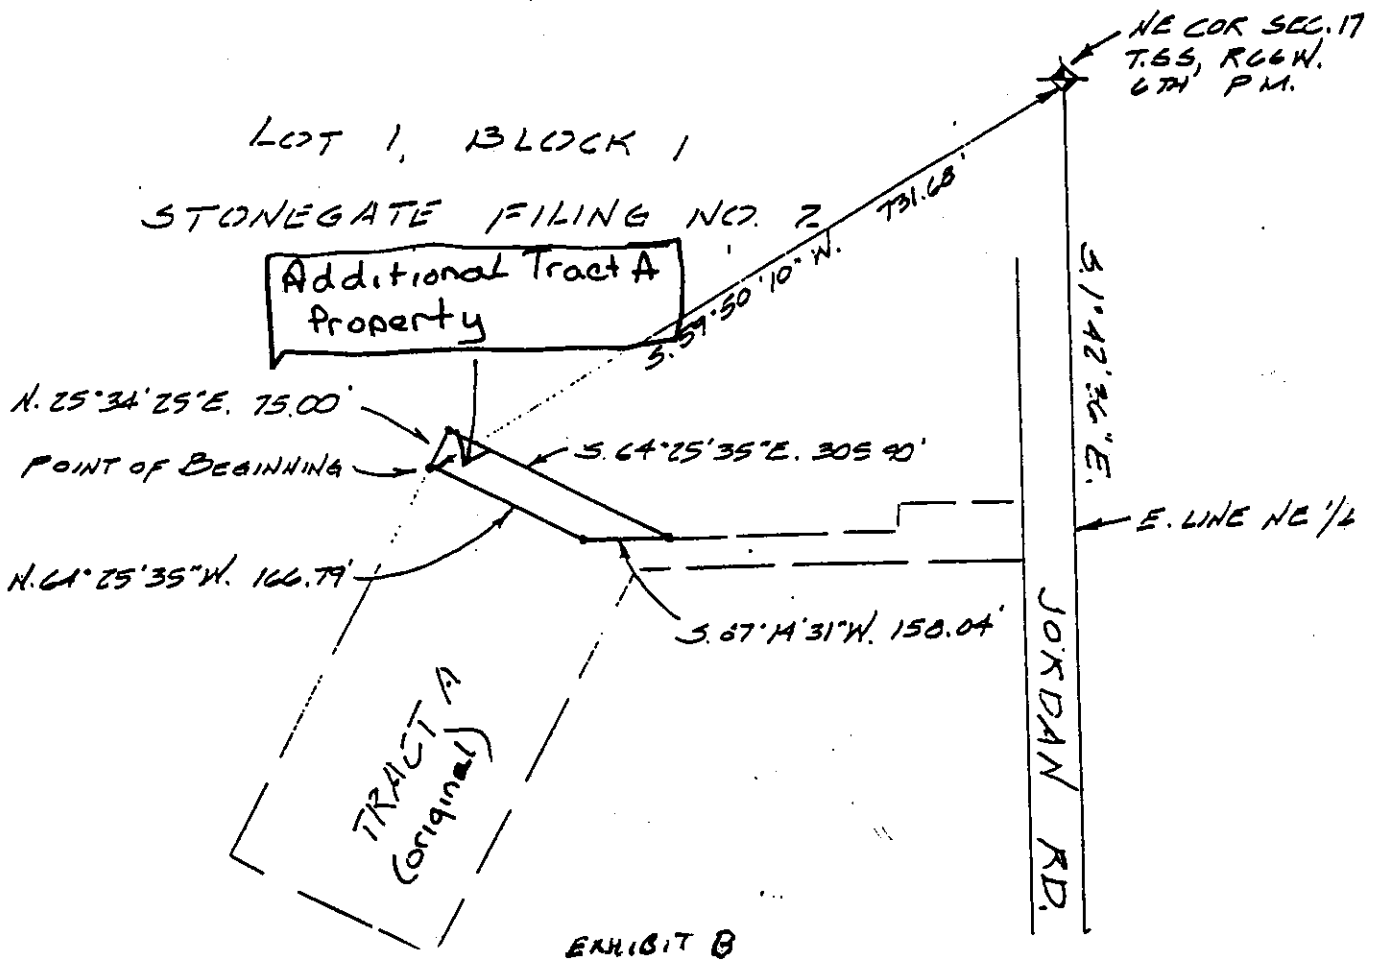 NE COR SEC. 17
T.5S, R66W.
6TH P.M.
LOT 1, BLOCK 1
STONEGATE FILING NO. 2
Additional Tract A
Property
S. 59°50'10" W. 731.68'
S. 1°42'36" E.
N. 25°34'25" E. 75.00'
POINT OF BEGINNING
S. 64°25'35" E. 305.90'
E. LINE NE 1/4
N. 64°25'35" W. 166.79'
S. 87°14'31" W. 158.04'
JORDAN RD.
TRACT A
(original)
EXHIBIT B